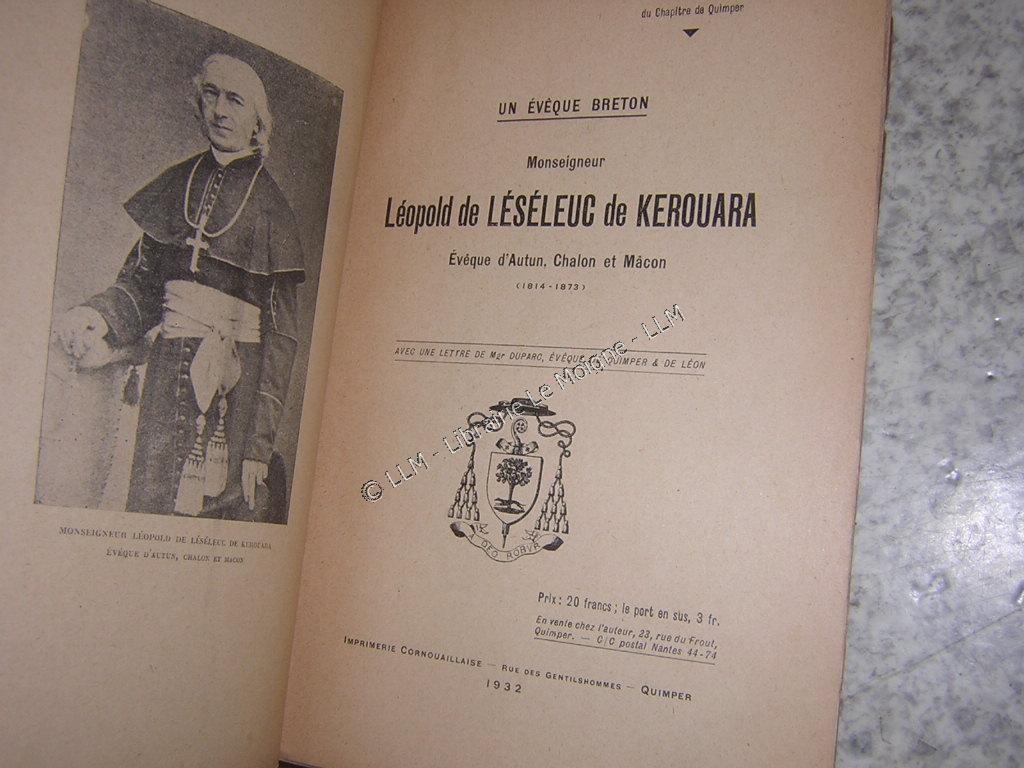 MONSEIGNEUR LÉOPOLD DE LÉSÉLEUC DE KEROUARA
ÉVÊQUE D'AUTUN, CHALON ET MACON
du Chapitre de Quimper
UN ÉVÊQUE BRETON
Monseigneur
Léopold de LÉSÉLEUC de KEROUARA
Évêque d'Autun, Chalon et Mâcon
(1814-1873)
AVEC UNE LETTRE DE Mgr DUPARC, ÉVÊQUE QUIMPER & DE LÉON
© LLM - Librairie Le Moigne - LLM
A DEO ROBUR
Prix : 20 francs ; le port en sus, 3 fr.
En vente chez l'auteur, 23, rue du Frout,
Quimper. — C/C postal Nantes 44-74
IMPRIMERIE CORNOUAILLAISE — RUE DES GENTILSHOMMES — QUIMPER
1932